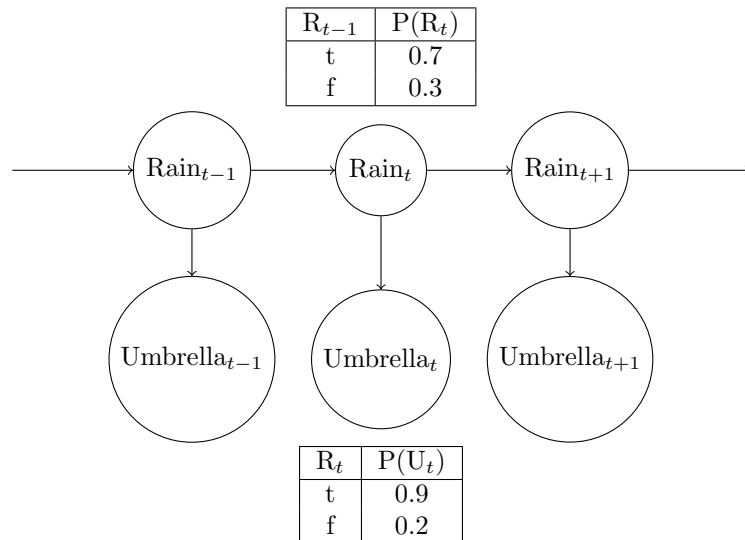 R_{t−1} P(R_t)
t 0.7
f 0.3
Rain_{t−1} Rain_t Rain_{t+1}
Umbrella_{t−1} Umbrella_t Umbrella_{t+1}
R_t P(U_t)
t 0.9
f 0.2